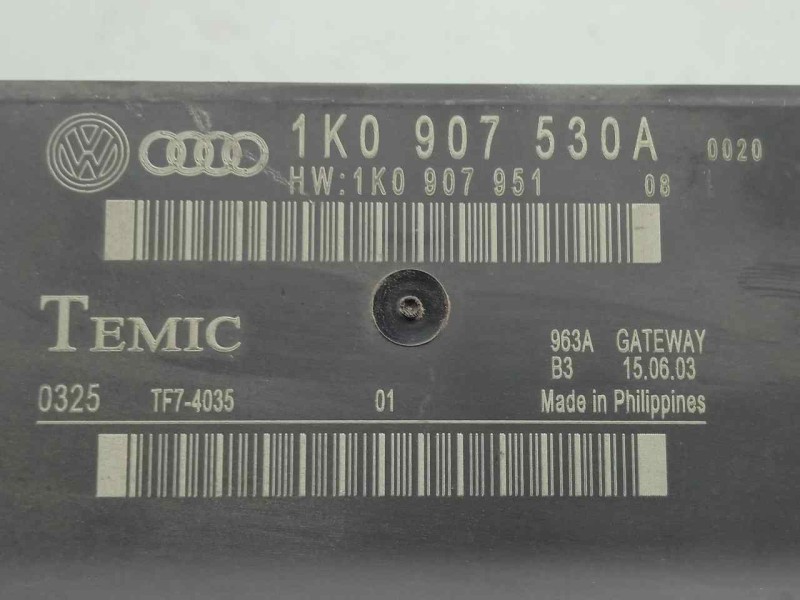 1K0 907 530A 0020
HW:1K0 907 951 08
TEMIC
963A GATEWAY
B3 15.06.03
0325 TF7-4035 01 Made in Philippines